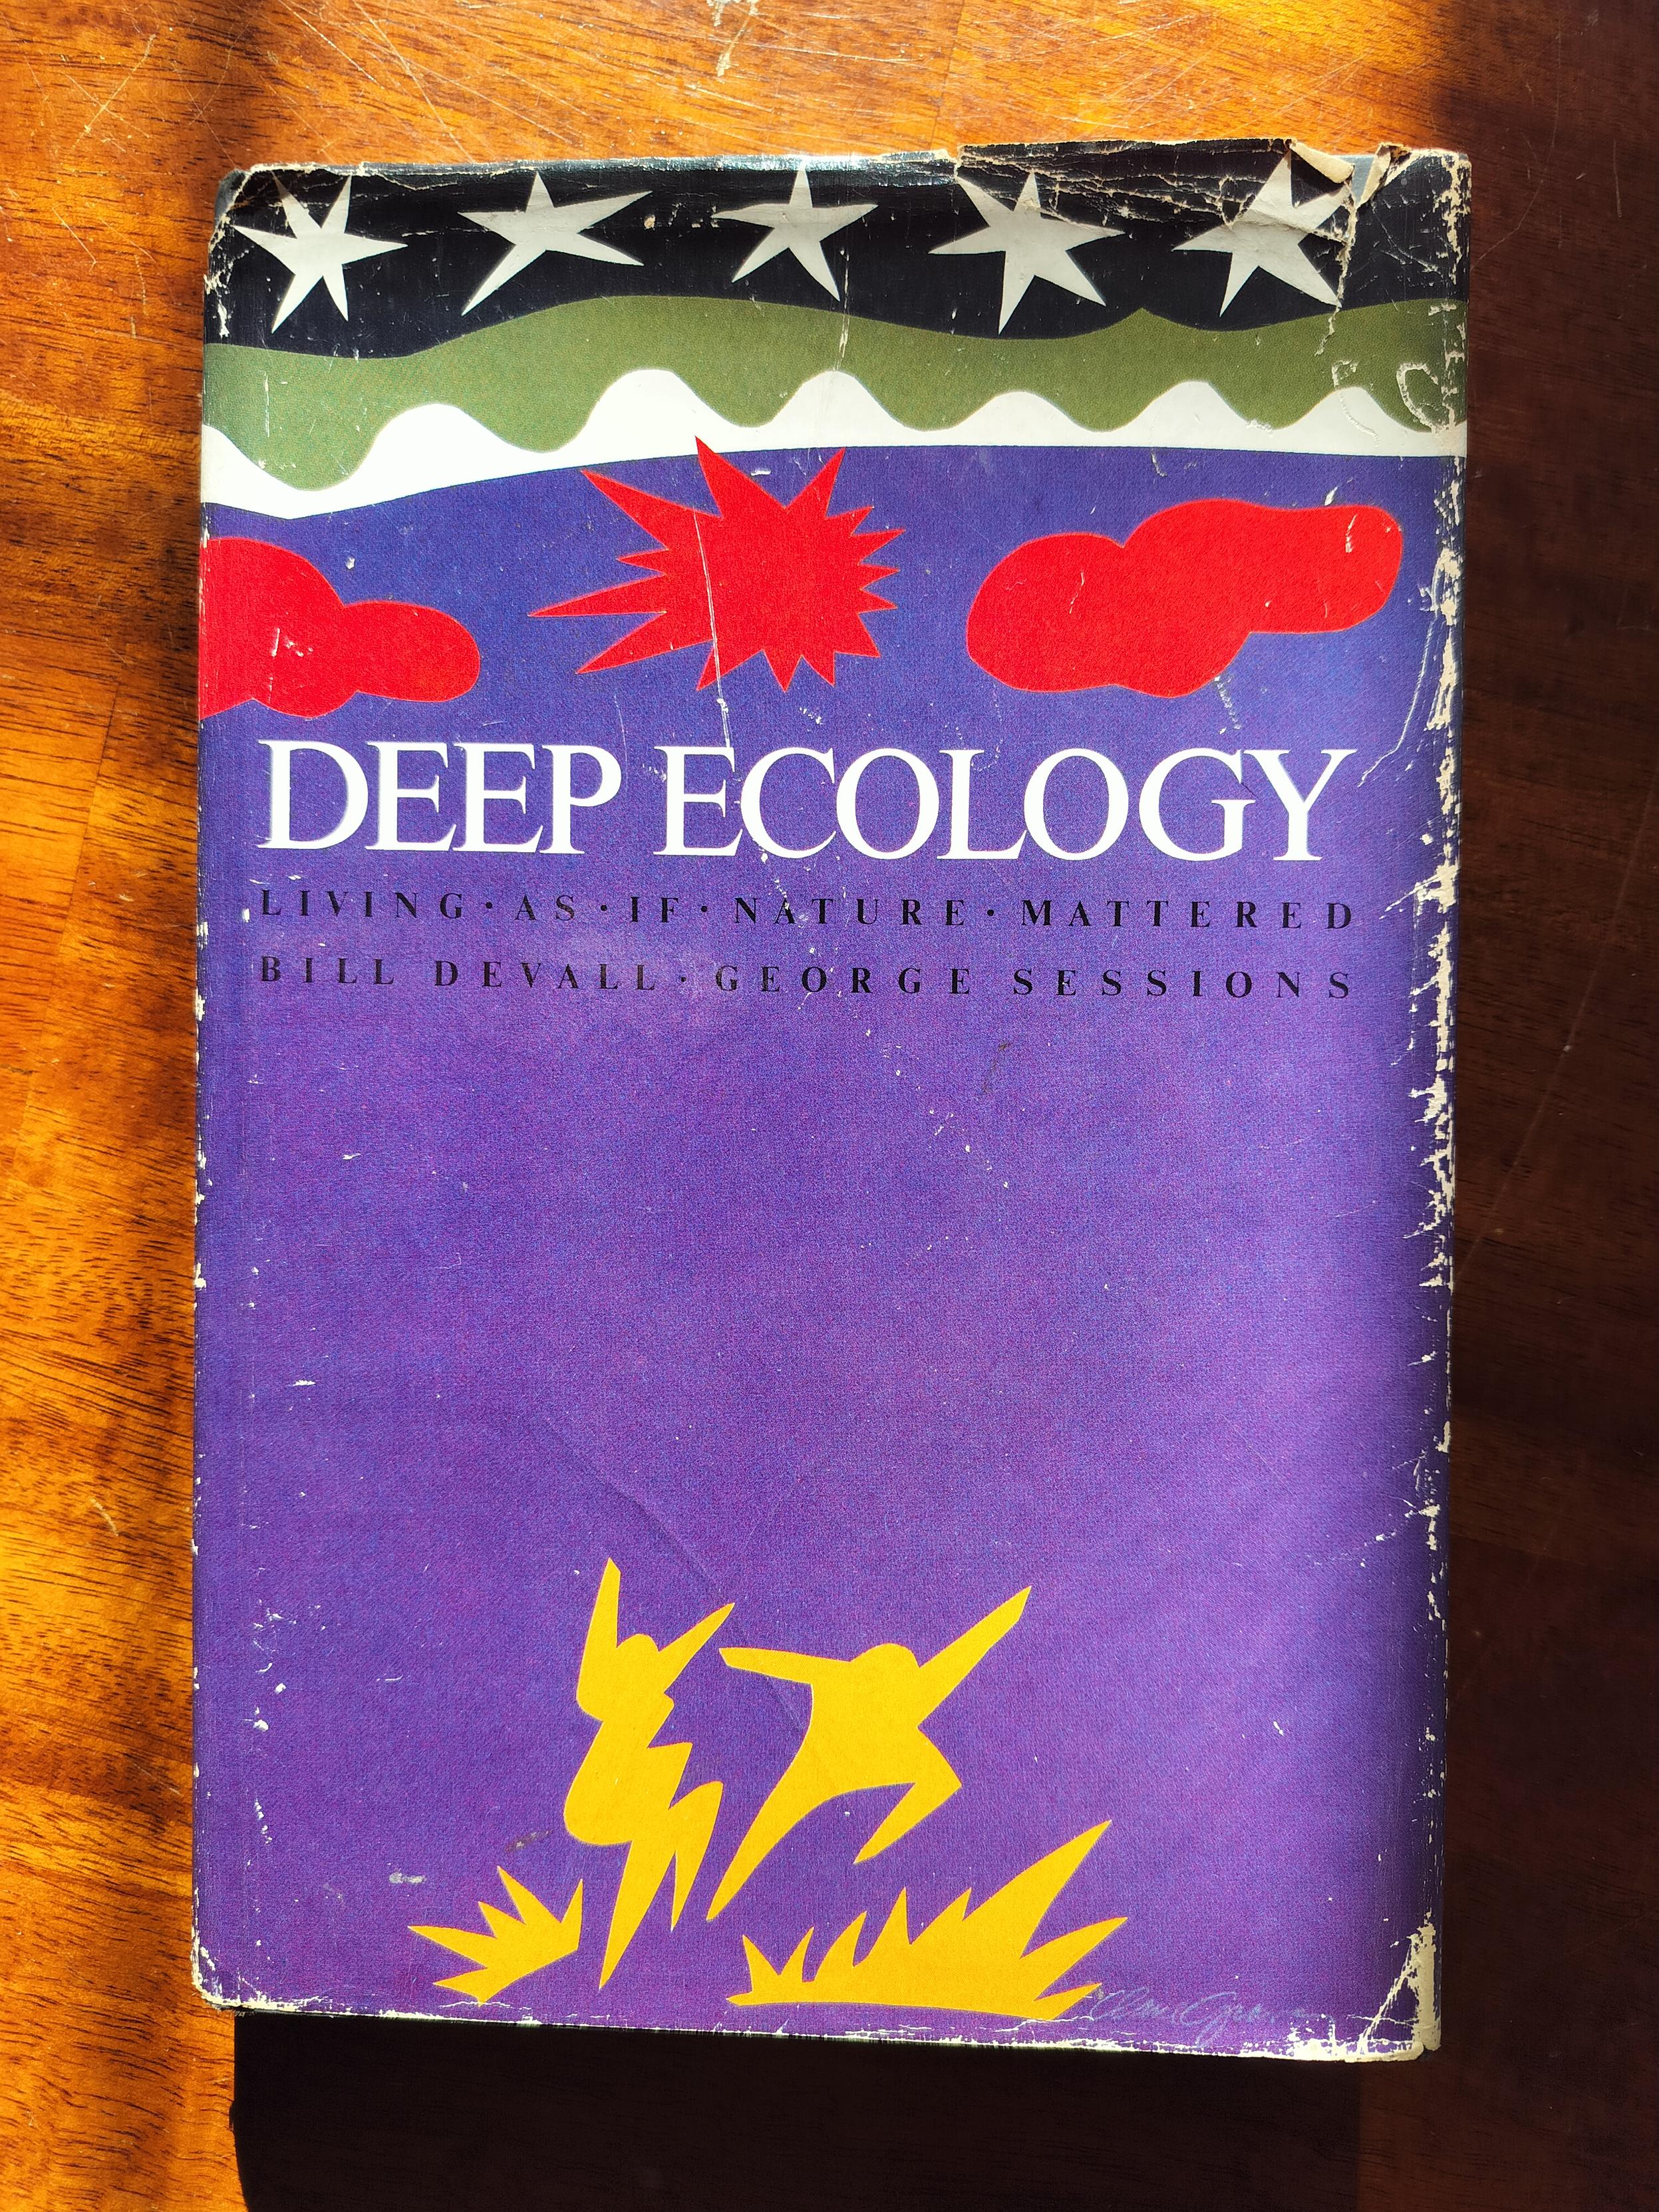 DEEP ECOLOGY
LIVING·AS·IF·NATURE·MATTERED
BILL DEVALL·GEORGE SESSIONS